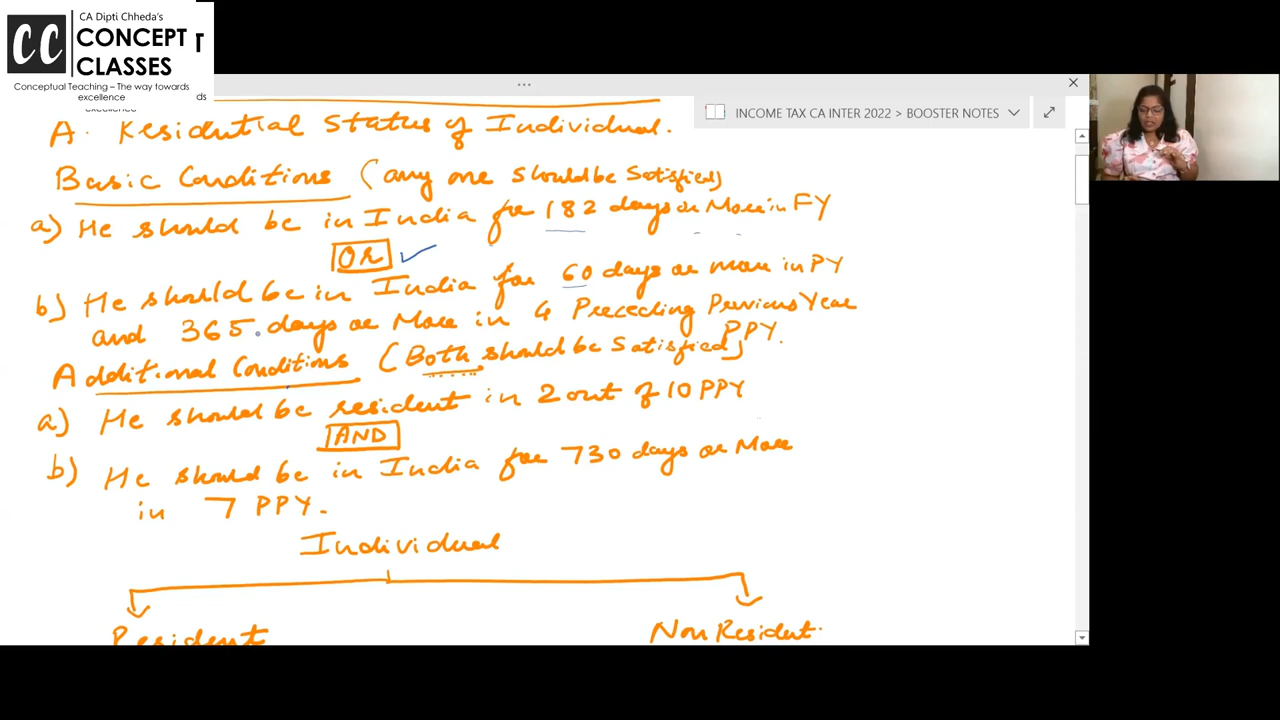 CA Dipti Chheda's
CONCEPT T
CC
CLASSES
Conceptual Teaching – The way towards
excellence ds
INCOME TAX CA INTER 2022 > BOOSTER NOTES
A. Residential Status of Individual.
Basic Conditions (any one should be Satisfied)
a) He should be in India for 182 days or More in FY
OR ✓
b) He should be in India for 60 days or more in PY
and 365 days or More in 4 Preceding Previous Year
PPY.
Additional Conditions (Both should be Satisfied)
a) He should be resident in 2 out of 10 PPY
AND
b) He should be in India for 730 days or More
in 7 PPY.
Individual
Resident Non Resident.